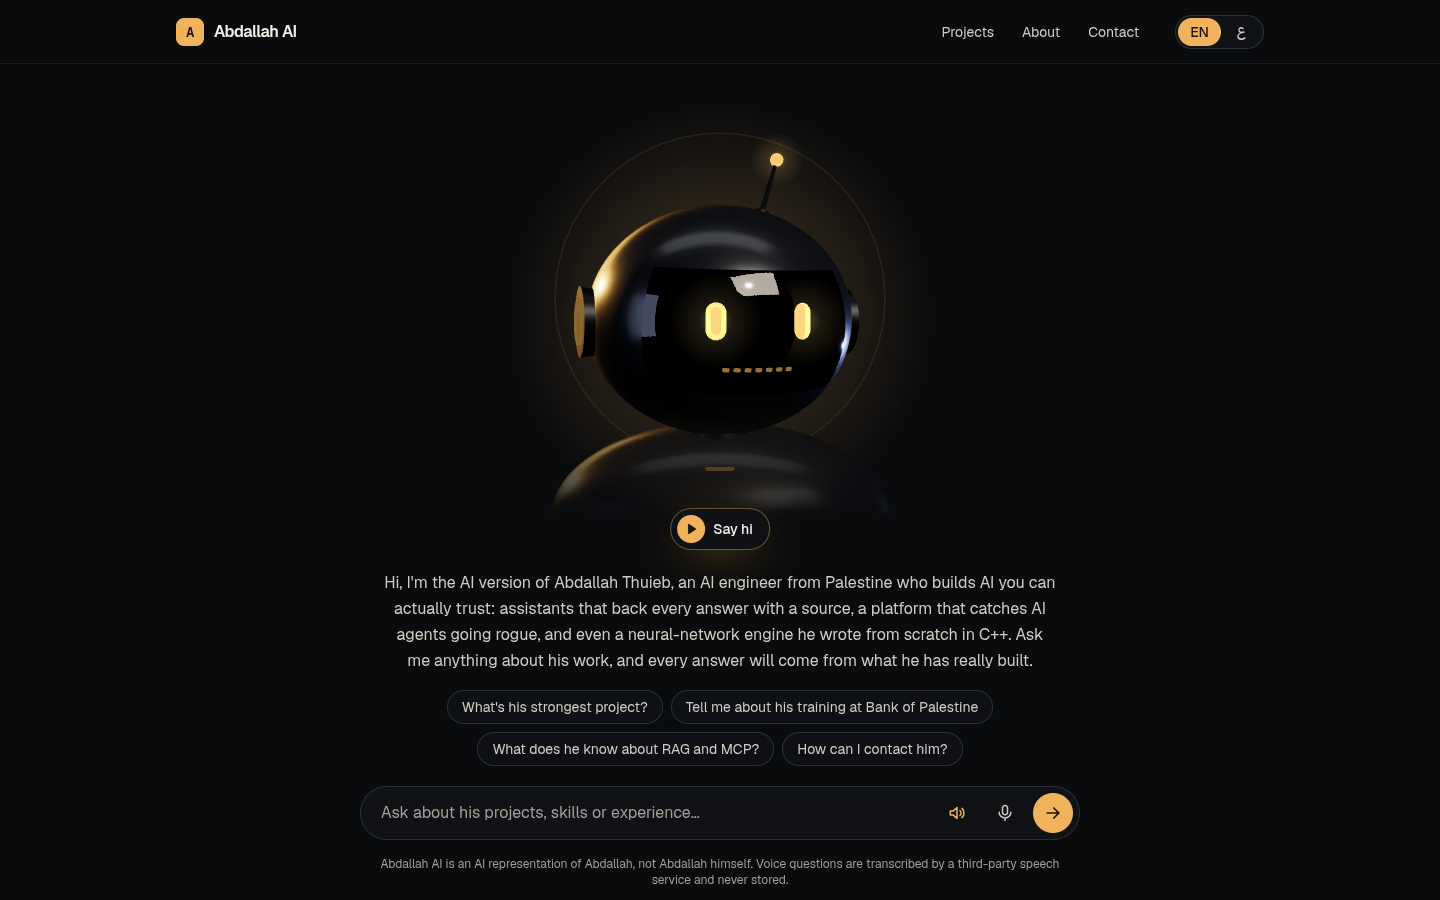 A Abdallah AI
Projects About Contact EN ع
Say hi
Hi, I'm the AI version of Abdallah Thuieb, an AI engineer from Palestine who builds AI you can
actually trust: assistants that back every answer with a source, a platform that catches AI
agents going rogue, and even a neural-network engine he wrote from scratch in C++. Ask
me anything about his work, and every answer will come from what he has really built.
What's his strongest project? Tell me about his training at Bank of Palestine
What does he know about RAG and MCP? How can I contact him?
Ask about his projects, skills or experience...
Abdallah AI is an AI representation of Abdallah, not Abdallah himself. Voice questions are transcribed by a third-party speech
service and never stored.